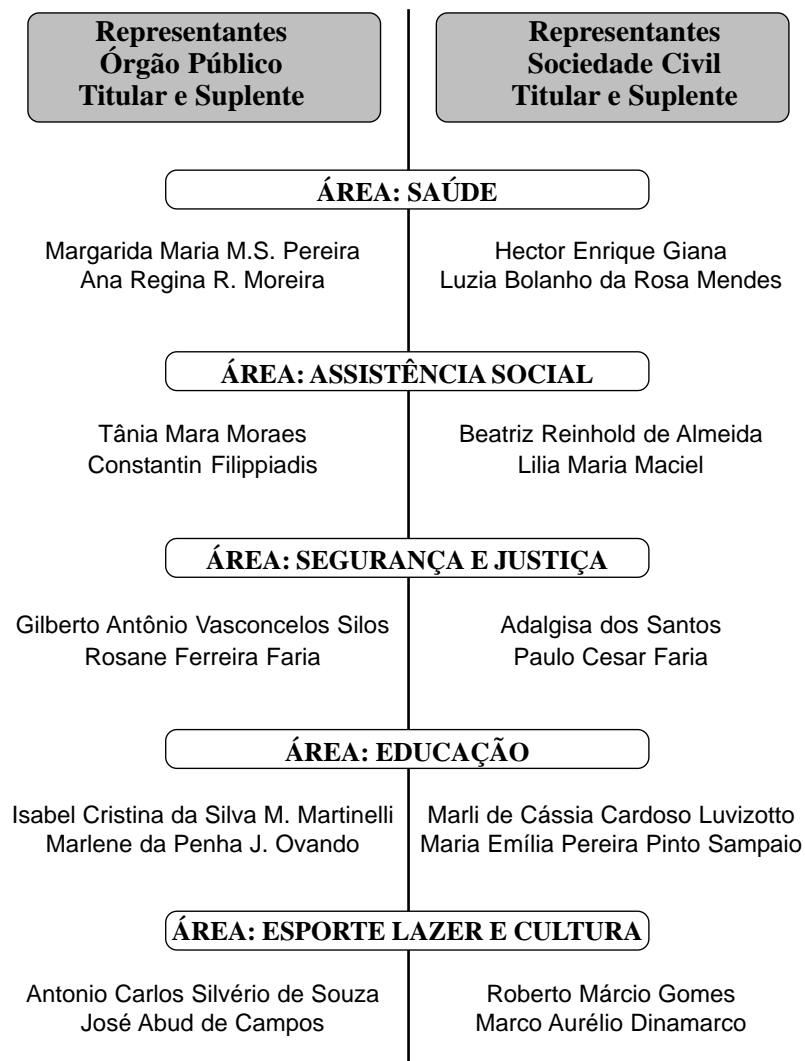 Representantes
Órgão Público
Titular e Suplente
Representantes
Sociedade Civil
Titular e Suplente
ÁREA: SAÚDE
Margarida Maria M.S. Pereira
Ana Regina R. Moreira
Hector Enrique Giana
Luzia Bolanho da Rosa Mendes
ÁREA: ASSISTÊNCIA SOCIAL
Tânia Mara Moraes
Constantin Filippiadis
Beatriz Reinhold de Almeida
Lilia Maria Maciel
ÁREA: SEGURANÇA E JUSTIÇA
Gilberto Antônio Vasconcelos Silos
Rosane Ferreira Faria
Adalgisa dos Santos
Paulo Cesar Faria
ÁREA: EDUCAÇÃO
Isabel Cristina da Silva M. Martinelli
Marlene da Penha J. Ovando
Marli de Cássia Cardoso Luvizotto
Maria Emília Pereira Pinto Sampaio
ÁREA: ESPORTE LAZER E CULTURA
Antonio Carlos Silvério de Souza
José Abud de Campos
Roberto Márcio Gomes
Marco Aurélio Dinamarco